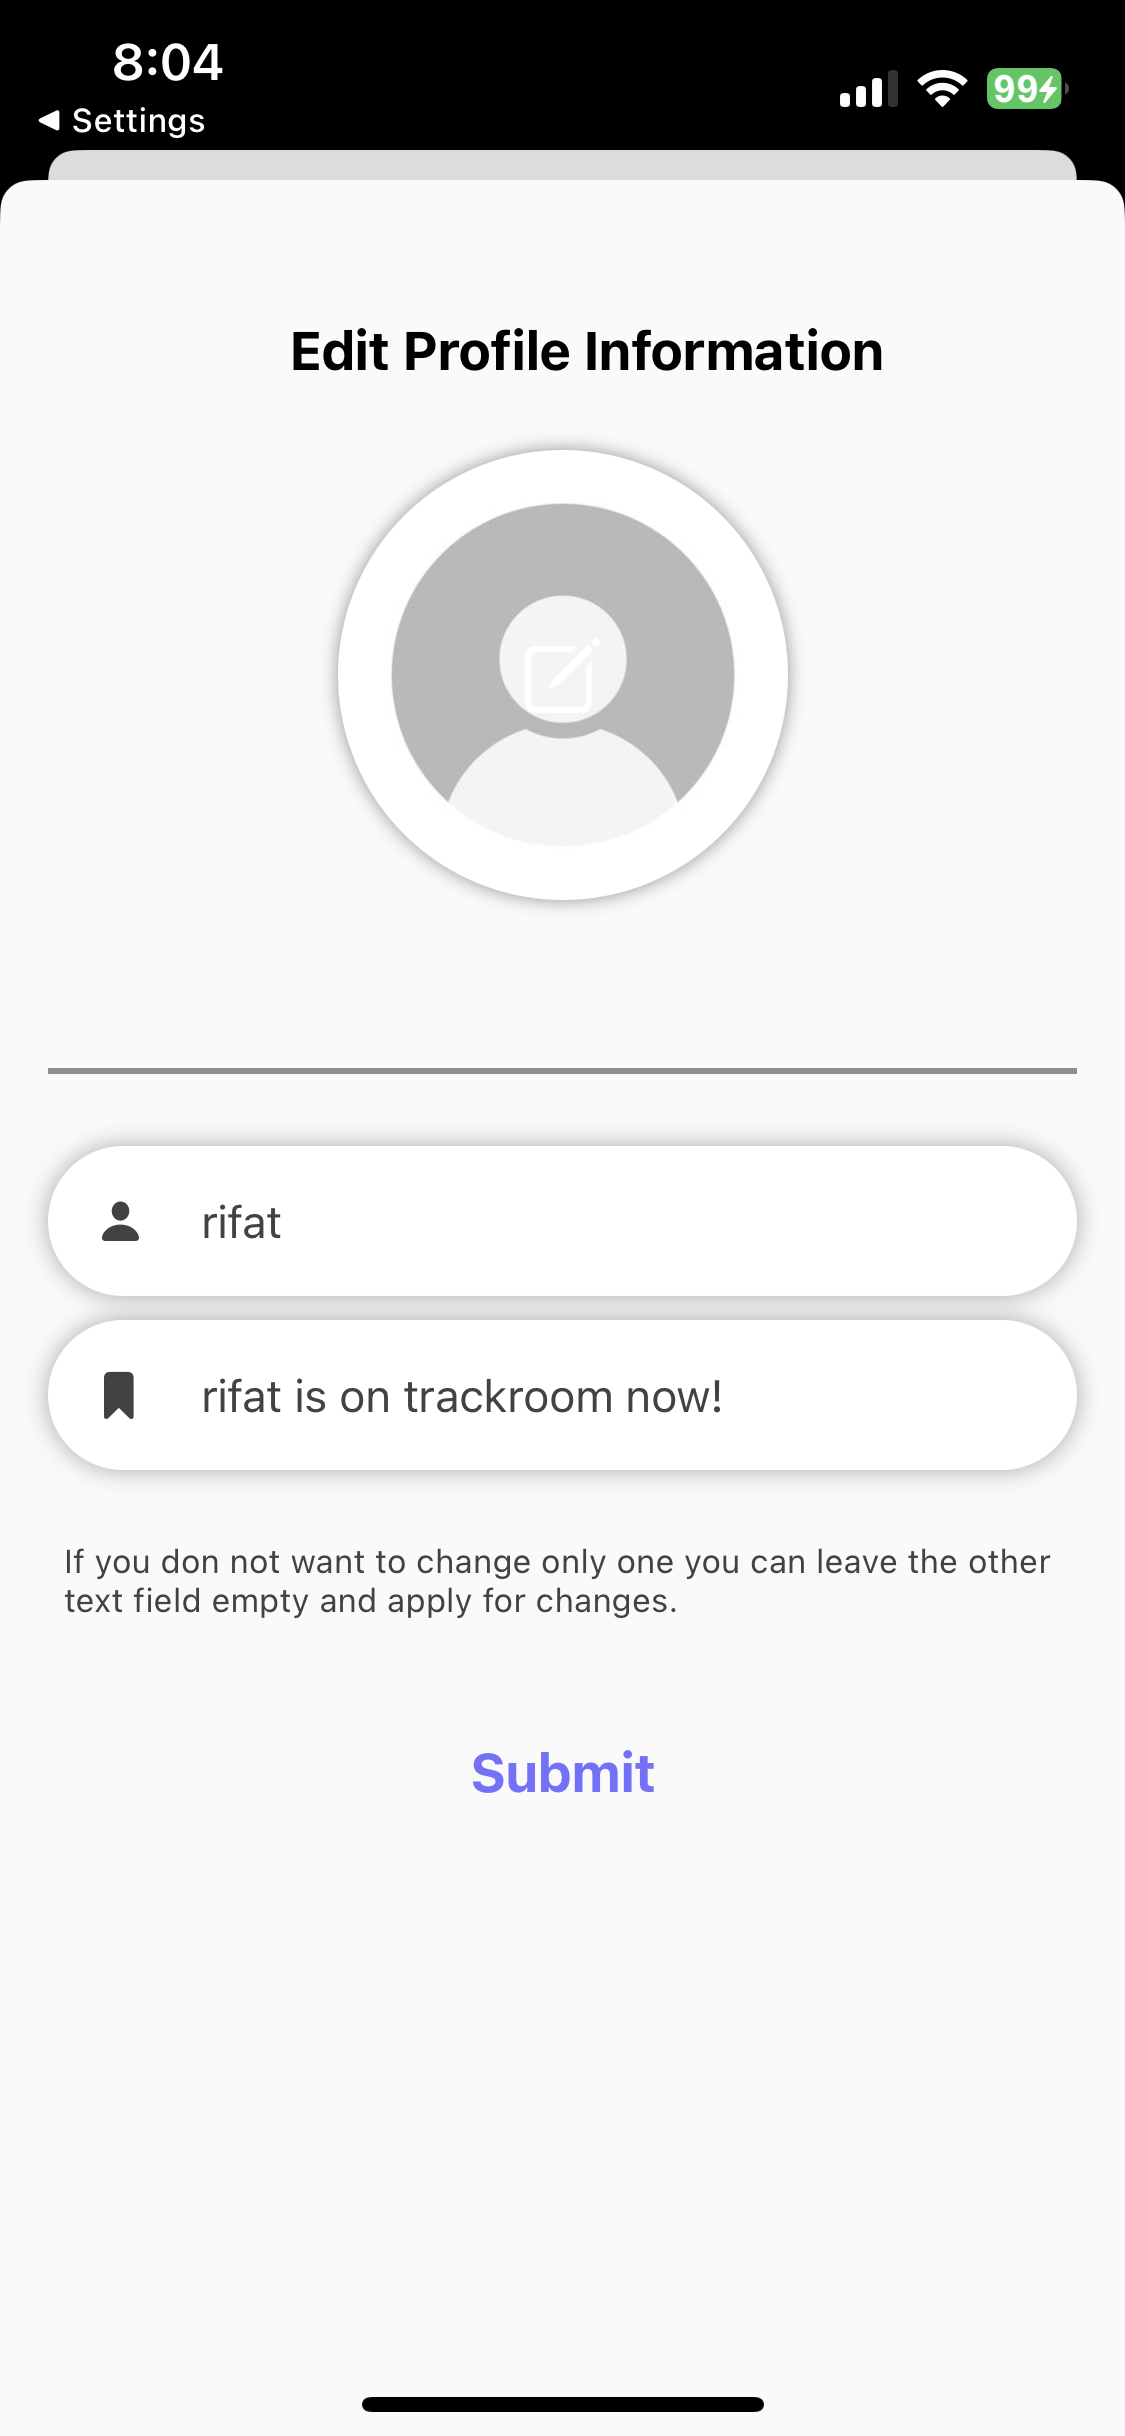 8:04
Settings
99
Edit Profile Information
rifat
rifat is on trackroom now!
If you don not want to change only one you can leave the other
text field empty and apply for changes.
Submit